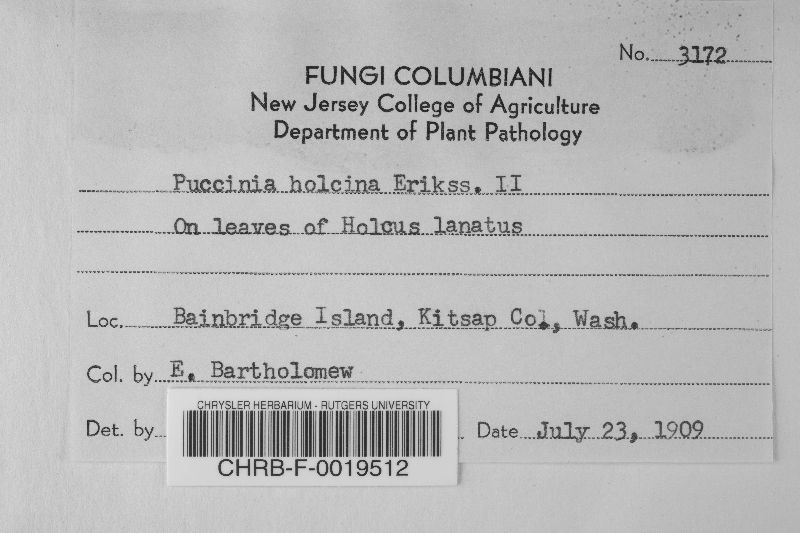 No. 3172
FUNGI COLUMBIANI
New Jersey College of Agriculture
Department of Plant Pathology
Puccinia holcina Erikss. II
On leaves of Holcus lanatus
Loc. Bainbridge Island, Kitsap Co., Wash.
Col. by E. Bartholomew
Det. by
Date July 23, 1909
CHRYSLER HERBARIUM - RUTGERS UNIVERSITY
CHRB-F-0019512